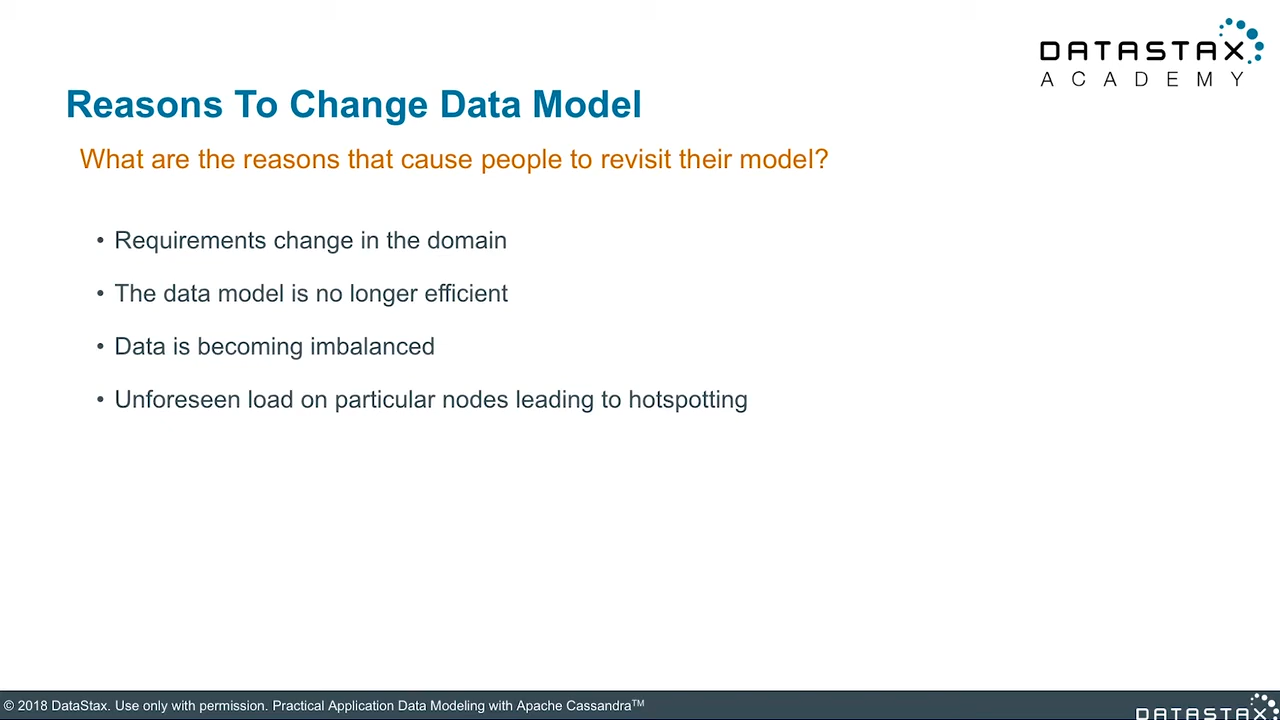 DATASTAX
ACADEMY
Reasons To Change Data Model
What are the reasons that cause people to revisit their model?
• Requirements change in the domain
• The data model is no longer efficient
• Data is becoming imbalanced
• Unforeseen load on particular nodes leading to hotspotting
© 2018 DataStax. Use only with permission. Practical Application Data Modeling with Apache Cassandra™
DATASTAX